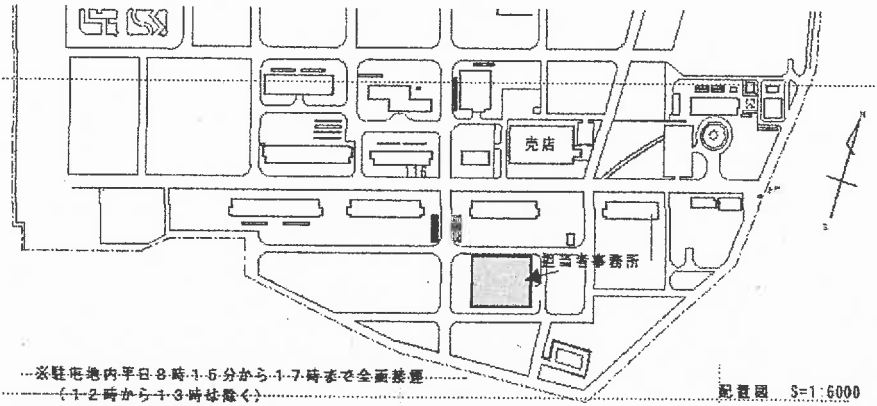 売店
116
担当者事務所
N
S
※駐屯地内平日8時15分から17時まで全面禁煙
(12時から13時は除く)
配置図 S=1:6000